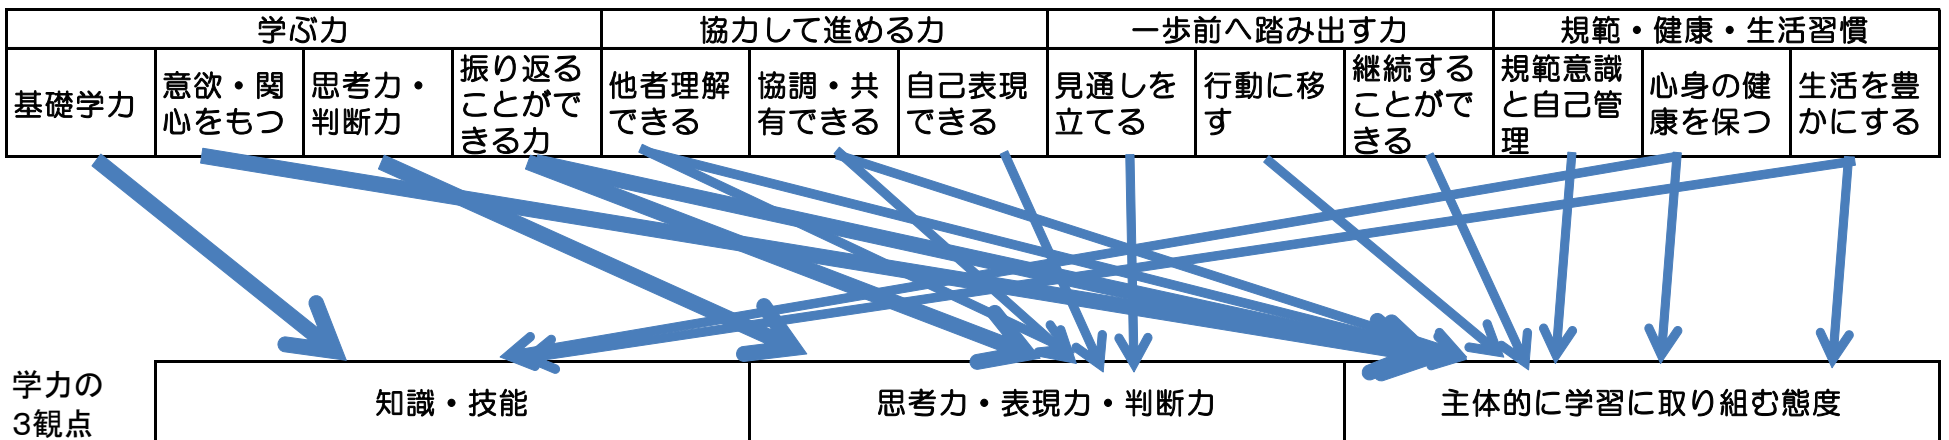 学ぶ力 協力して進める力 一歩前へ踏み出す力 規範・健康・生活習慣
基礎学力
意欲・関
心をもつ
思考力・
判断力
振り返る
ことがで
きる力
他者理解
できる
協調・共
有できる
自己表現
できる
見通しを
立てる
行動に移
す
継続する
ことがで
きる
規範意識
と自己管
理
心身の健
康を保つ
生活を豊
かにする
学力の
3観点
知識・技能
思考力・表現力・判断力
主体的に学習に取り組む態度